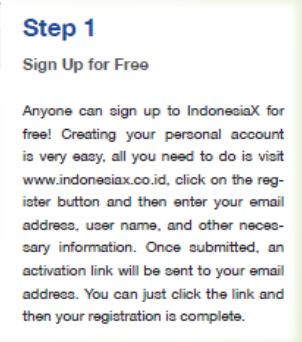 Step 1
Sign Up for Free
Anyone can sign up to IndonesiaX for
free! Creating your personal account
is very easy, all you need to do is visit
www.indonesiax.co.id, click on the reg-
ister button and then enter your email
address, user name, and other neces-
sary information. Once submitted, an
activation link will be sent to your email
address. You can just click the link and
then your registration is complete.